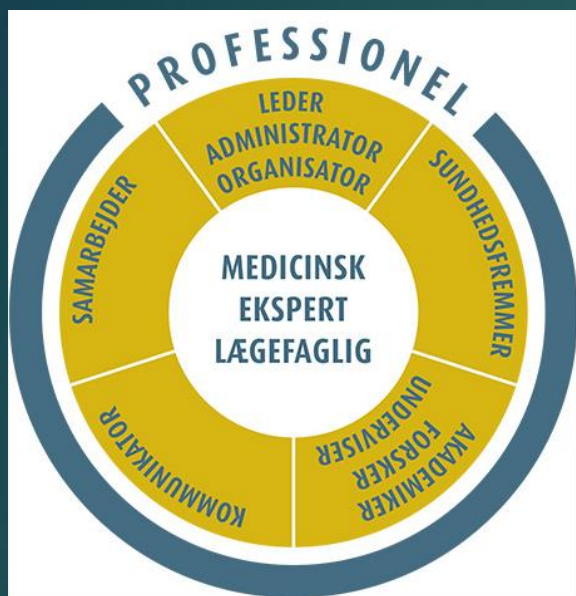 PROFESSIONEL
LEDER
ADMINISTRATOR
ORGANISATOR
SUNDHEDSFREMMER
AKADEMIKER
FORSKER
UNDERVISER
KOMMUNIKATOR
SAMARBEJDER
MEDICINSK
EKSPERT
LÆGEFAGLIG